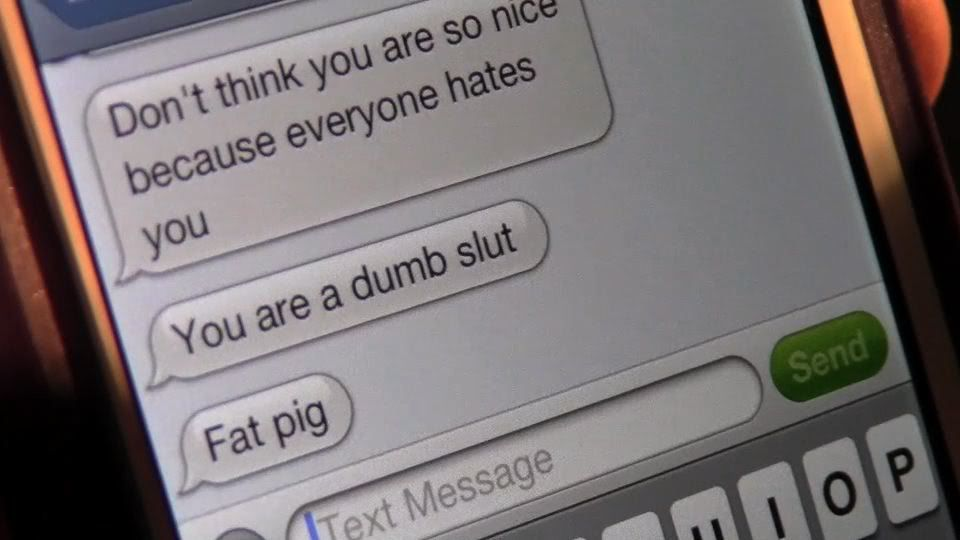 Don't think you are so nice
because everyone hates
you
You are a dumb slut
Fat pig
Send
Text Message
U I O P